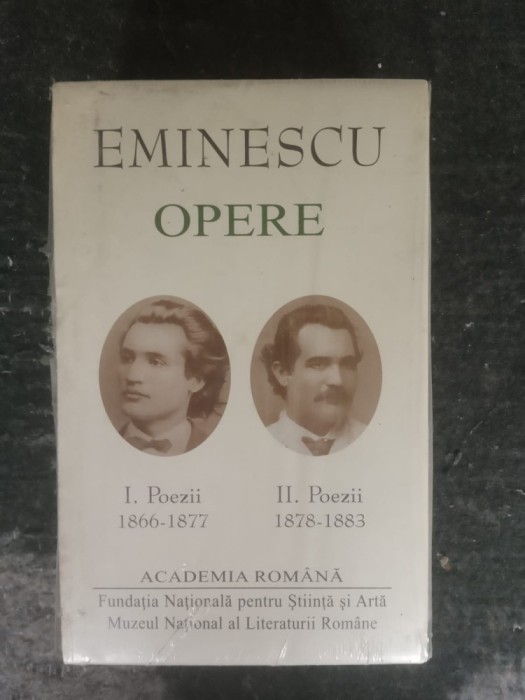 EMINESCU
OPERE
I. Poezii II. Poezii
1866-1877 1878-1883
ACADEMIA ROMÂNĂ
Fundația Națională pentru Știință și Artă
Muzeul Național al Literaturii Române